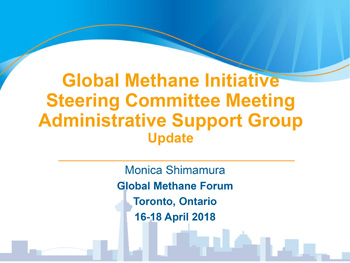 Global Methane Initiative
Steering Committee Meeting
Administrative Support Group
Update
Monica Shimamura
Global Methane Forum
Toronto, Ontario
16-18 April 2018